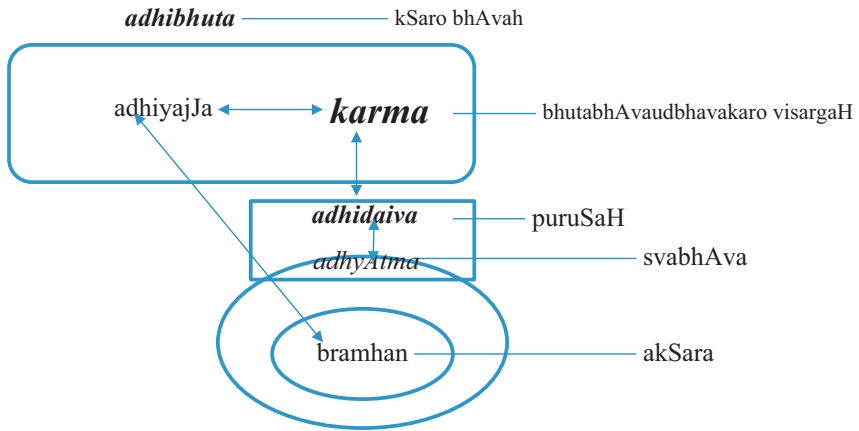 adhibhuta kSaro bhAvah
adhiyajJa karma bhutabhAvaudbhavakaro visargaH
adhidaiva puruSaH
adhyAtma svabhAva
bramhan akSara